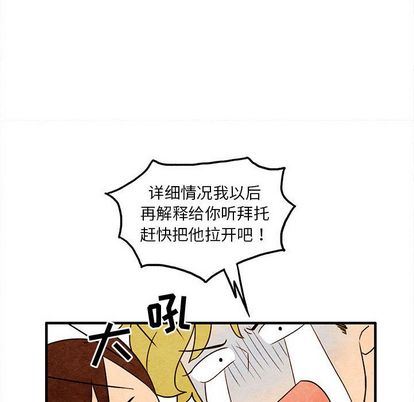 详细情况我以后
再解释给你听拜托
赶快把他拉开吧！
大吼